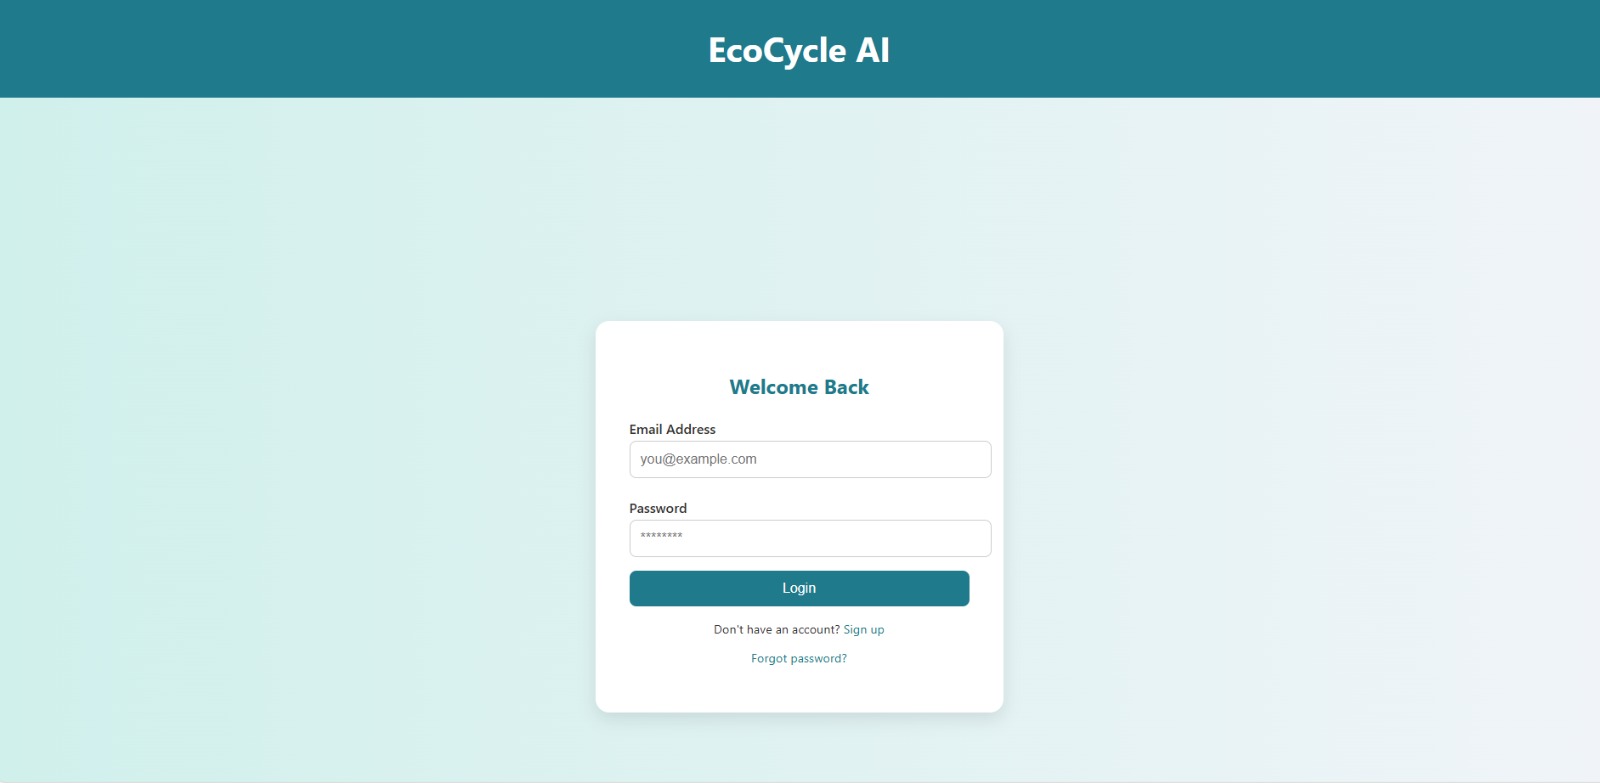 EcoCycle AI
Welcome Back
Email Address
you@example.com
Password
********
Login
Don't have an account? Sign up
Forgot password?